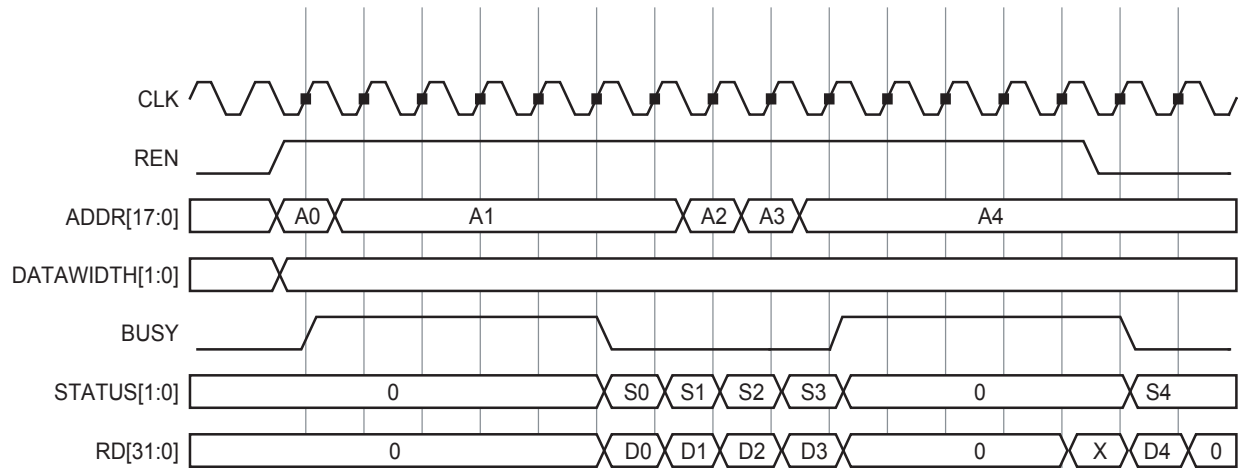 CLK
REN
ADDR[17:0] A0 A1 A2 A3 A4
DATAWIDTH[1:0]
BUSY
STATUS[1:0] 0 S0 S1 S2 S3 0 S4
RD[31:0] 0 D0 D1 D2 D3 0 X D4 0